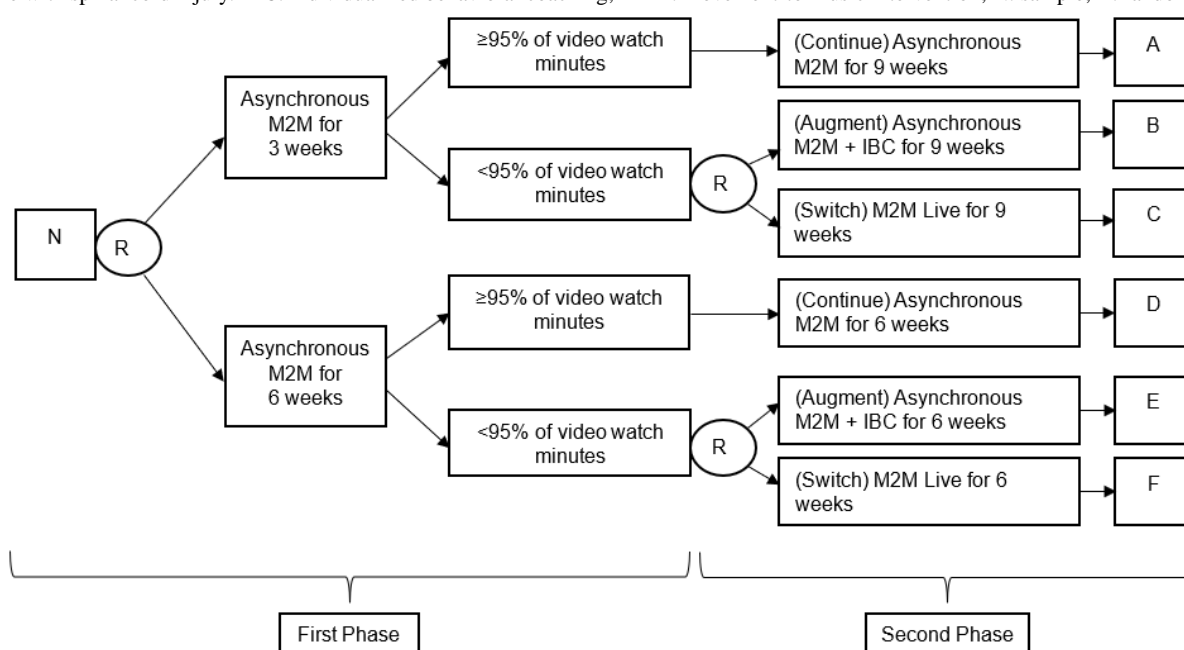 N
R
Asynchronous
M2M for
3 weeks
≥95% of video watch
minutes
(Continue) Asynchronous
M2M for 9 weeks
A
<95% of video watch
minutes
R
(Augment) Asynchronous
M2M + IBC for 9 weeks
B
(Switch) M2M Live for 9
weeks
C
Asynchronous
M2M for
6 weeks
≥95% of video watch
minutes
(Continue) Asynchronous
M2M for 6 weeks
D
<95% of video watch
minutes
R
(Augment) Asynchronous
M2M + IBC for 6 weeks
E
(Switch) M2M Live for 6
weeks
F
First Phase
Second Phase